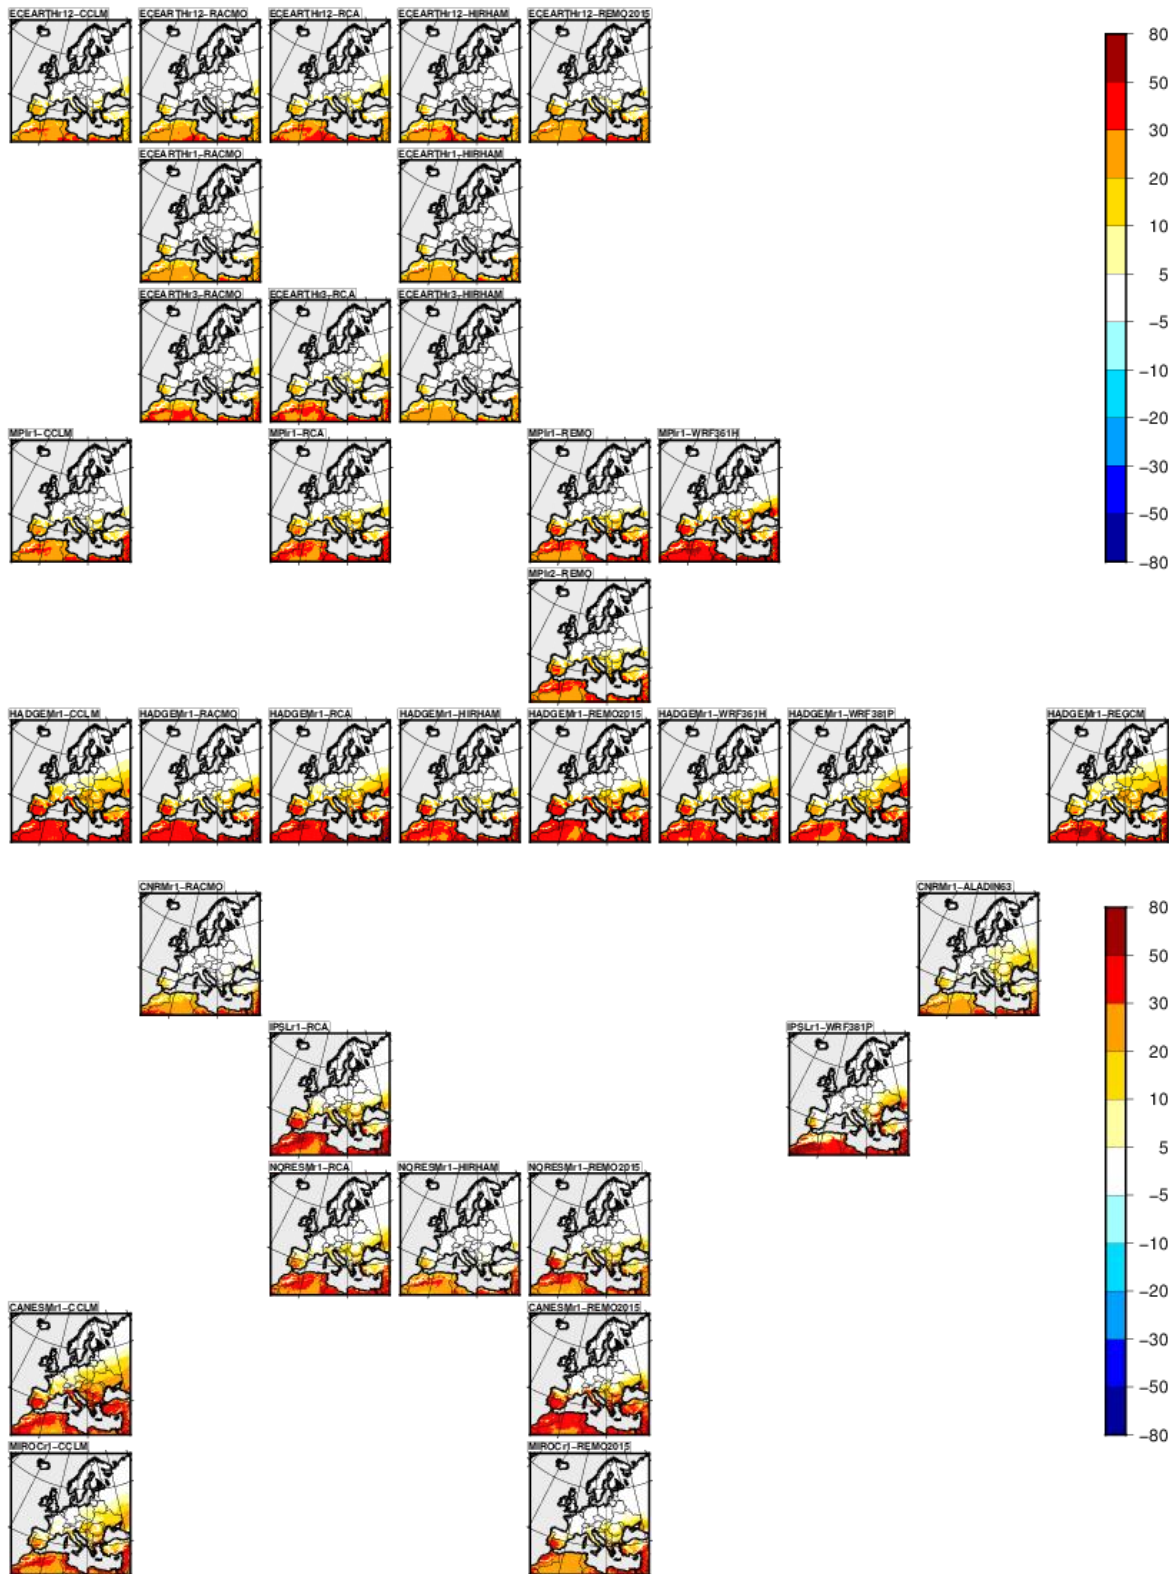 ECEARTHr12-CCLM ECEARTHr12-RACMO ECEARTHr12-RCA ECEARTHr12-HIRHAM ECEARTHr12-REMO2015
ECEARTHr1-RACMO ECEARTHr1-HIRHAM
ECEARTHr3-RACMO ECEARTHr3-RCA ECEARTHr3-HIRHAM
MPIr1-CCLM MPIr1-RCA MPIr1-REMO MPIr1-WRF361H
MPIr2-REMO
HADGEMr1-CCLM HADGEMr1-RACMO HADGEMr1-RCA HADGEMr1-HIRHAM HADGEMr1-REMO2015 HADGEMr1-WRF361H HADGEMr1-WRF381P HADGEMr1-REGCM
80
50
30
20
10
5
-5
-10
-20
-30
-50
-80
CNRMr1-RACMO CNRMr1-ALADIN63
IPSLr1-RCA IPSLr1-WRF381P
NORESMr1-RCA NORESMr1-HIRHAM NORESMr1-REMO2015
CANESMr1-CCLM CANESMr1-REMO2015
MIROCr1-CCLM MIROCr1-REMO2015
80
50
30
20
10
5
-5
-10
-20
-30
-50
-80